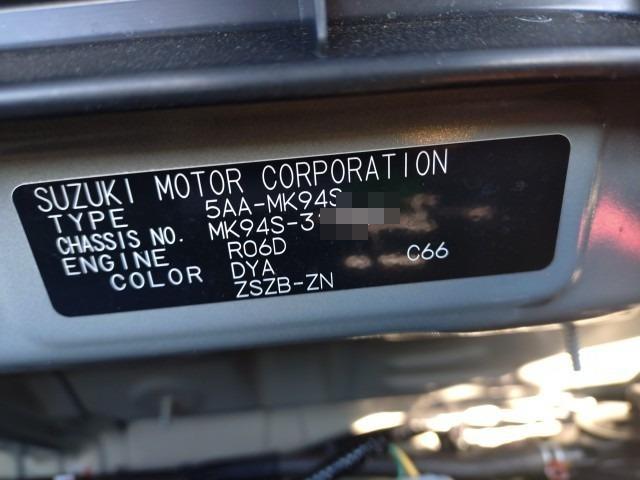 SUZUKI MOTOR CORPORATION
TYPE 5AA-MK94S
CHASSIS NO. MK94S-3
ENGINE R06D
COLOR DYA C66
ZSZB-ZN